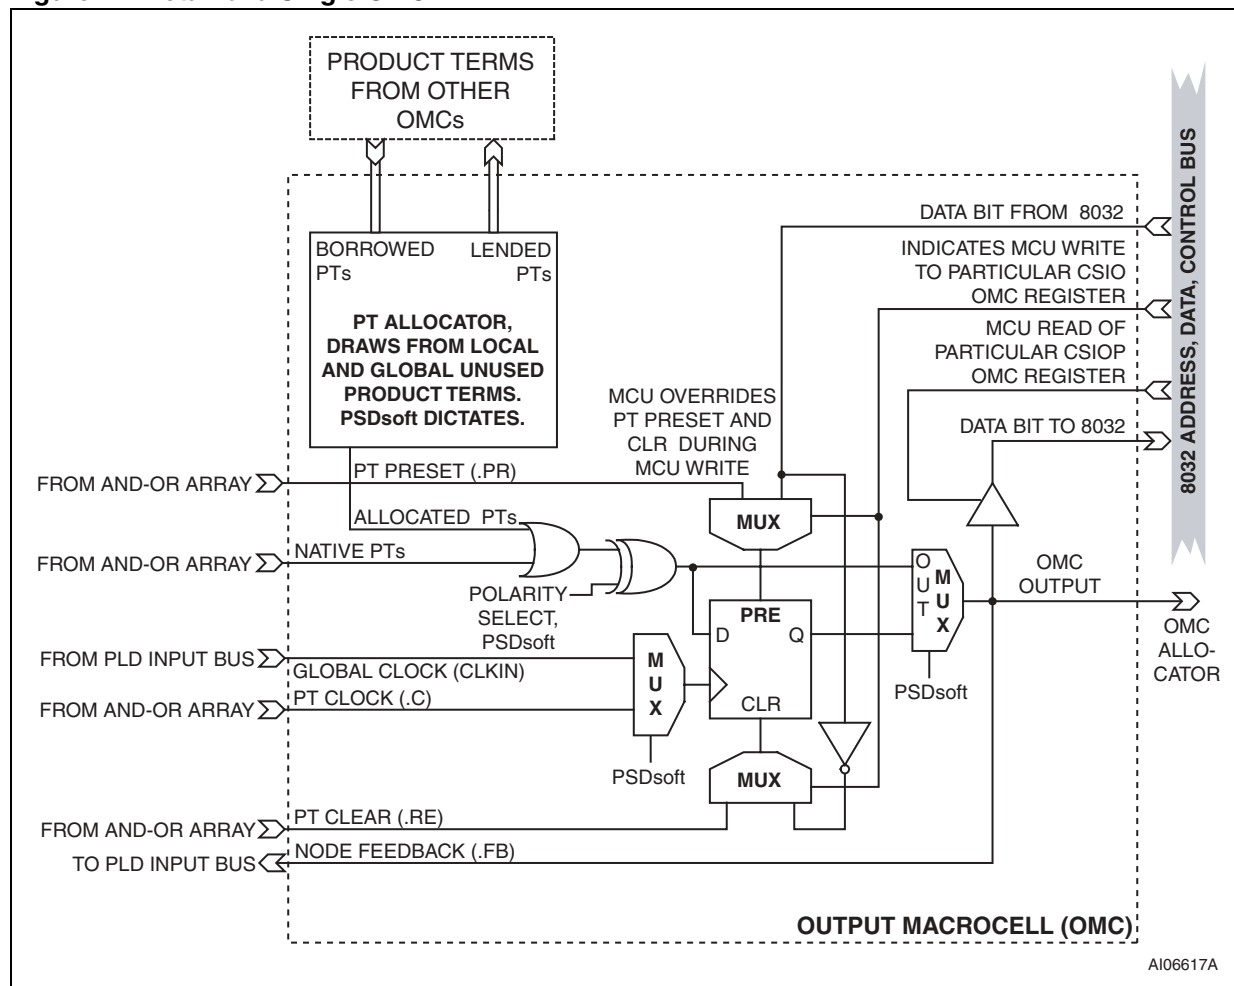 PRODUCT TERMS
FROM OTHER
OMCs
8032 ADDRESS, DATA, CONTROL BUS
DATA BIT FROM 8032
BORROWED
PTs
LENDED
PTs
INDICATES MCU WRITE
TO PARTICULAR CSIO
OMC REGISTER
PT ALLOCATOR,
DRAWS FROM LOCAL
AND GLOBAL UNUSED
PRODUCT TERMS.
PSDsoft DICTATES.
MCU READ OF
PARTICULAR CSIOP
OMC REGISTER
MCU OVERRIDES
PT PRESET AND
CLR DURING
MCU WRITE
DATA BIT TO 8032
FROM AND-OR ARRAY
PT PRESET (.PR)
MUX
ALLOCATED PTs
FROM AND-OR ARRAY
NATIVE PTs
POLARITY
SELECT,
PSDsoft
PRE
D
Q
CLR
OUT
MUX
OMC
OUTPUT
OMC
ALLO-
CATOR
PSDsoft
FROM PLD INPUT BUS
GLOBAL CLOCK (CLKIN)
FROM AND-OR ARRAY
PT CLOCK (.C)
MUX
PSDsoft
MUX
FROM AND-OR ARRAY
PT CLEAR (.RE)
TO PLD INPUT BUS
NODE FEEDBACK (.FB)
OUTPUT MACROCELL (OMC)
AI06617A